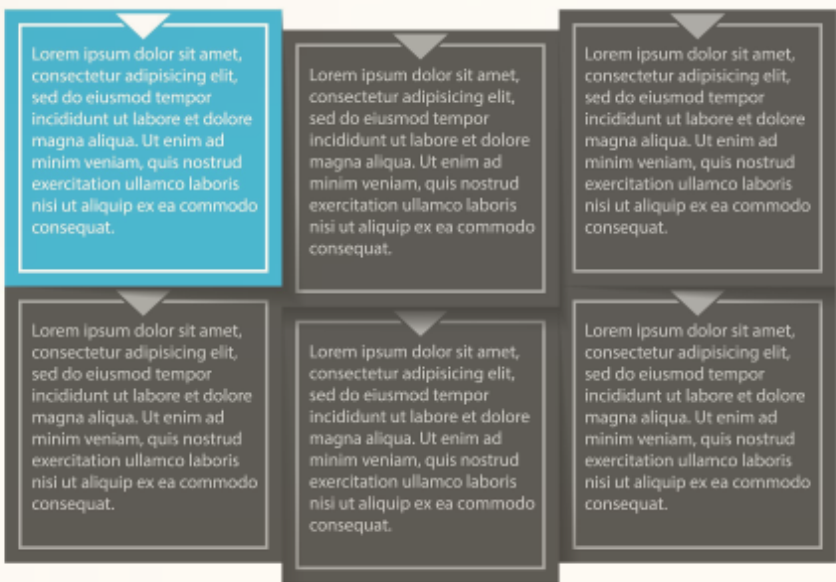 Lorem ipsum dolor sit amet,
consectetur adipisicing elit,
sed do eiusmod tempor
incididunt ut labore et dolore
magna aliqua. Ut enim ad
minim veniam, quis nostrud
exercitation ullamco laboris
nisi ut aliquip ex ea commodo
consequat.
Lorem ipsum dolor sit amet,
consectetur adipisicing elit,
sed do eiusmod tempor
incididunt ut labore et dolore
magna aliqua. Ut enim ad
minim veniam, quis nostrud
exercitation ullamco laboris
nisi ut aliquip ex ea commodo
consequat.
Lorem ipsum dolor sit amet,
consectetur adipisicing elit,
sed do eiusmod tempor
incididunt ut labore et dolore
magna aliqua. Ut enim ad
minim veniam, quis nostrud
exercitation ullamco laboris
nisi ut aliquip ex ea commodo
consequat.
Lorem ipsum dolor sit amet,
consectetur adipisicing elit,
sed do eiusmod tempor
incididunt ut labore et dolore
magna aliqua. Ut enim ad
minim veniam, quis nostrud
exercitation ullamco laboris
nisi ut aliquip ex ea commodo
consequat.
Lorem ipsum dolor sit amet,
consectetur adipisicing elit,
sed do eiusmod tempor
incididunt ut labore et dolore
magna aliqua. Ut enim ad
minim veniam, quis nostrud
exercitation ullamco laboris
nisi ut aliquip ex ea commodo
consequat.
Lorem ipsum dolor sit amet,
consectetur adipisicing elit,
sed do eiusmod tempor
incididunt ut labore et dolore
magna aliqua. Ut enim ad
minim veniam, quis nostrud
exercitation ullamco laboris
nisi ut aliquip ex ea commodo
consequat.